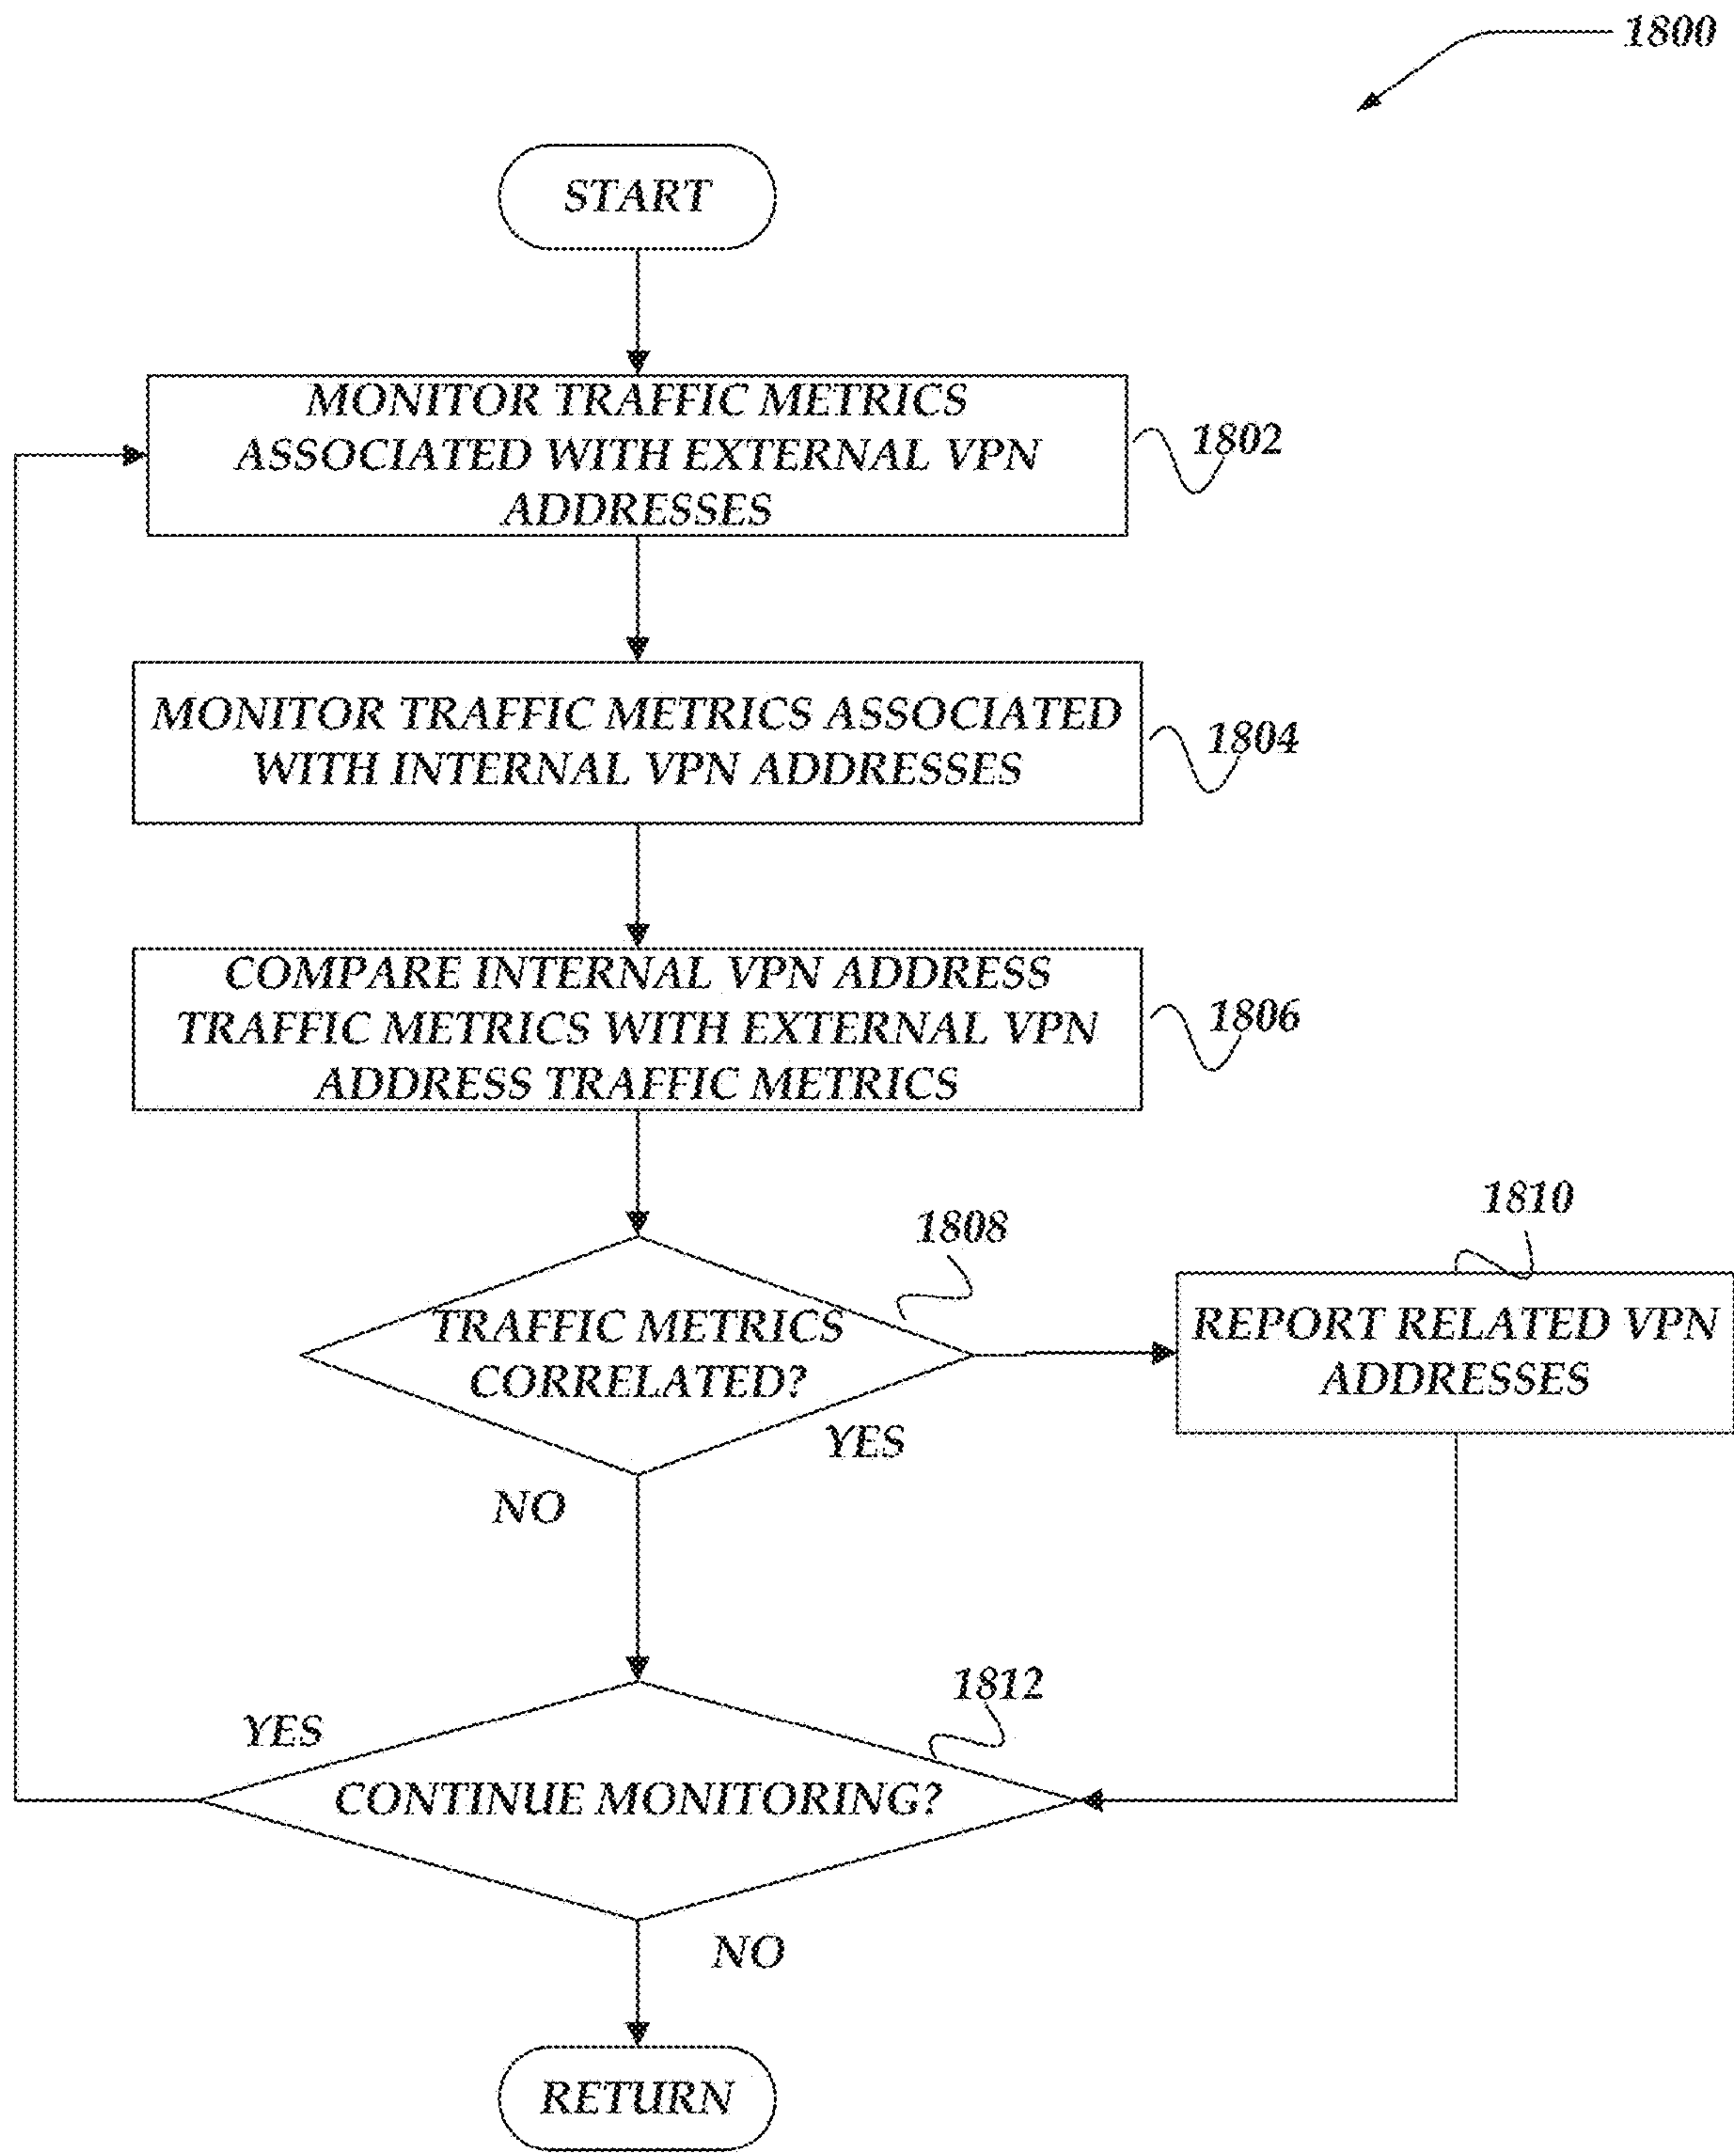 1800
START
MONITOR TRAFFIC METRICS
ASSOCIATED WITH EXTERNAL VPN
ADDRESSES
1802
MONITOR TRAFFIC METRICS ASSOCIATED
WITH INTERNAL VPN ADDRESSES
1804
COMPARE INTERNAL VPN ADDRESS
TRAFFIC METRICS WITH EXTERNAL VPN
ADDRESS TRAFFIC METRICS
1806
1808
TRAFFIC METRICS
CORRELATED?
YES
NO
1810
REPORT RELATED VPN
ADDRESSES
1812
YES
CONTINUE MONITORING?
NO
RETURN